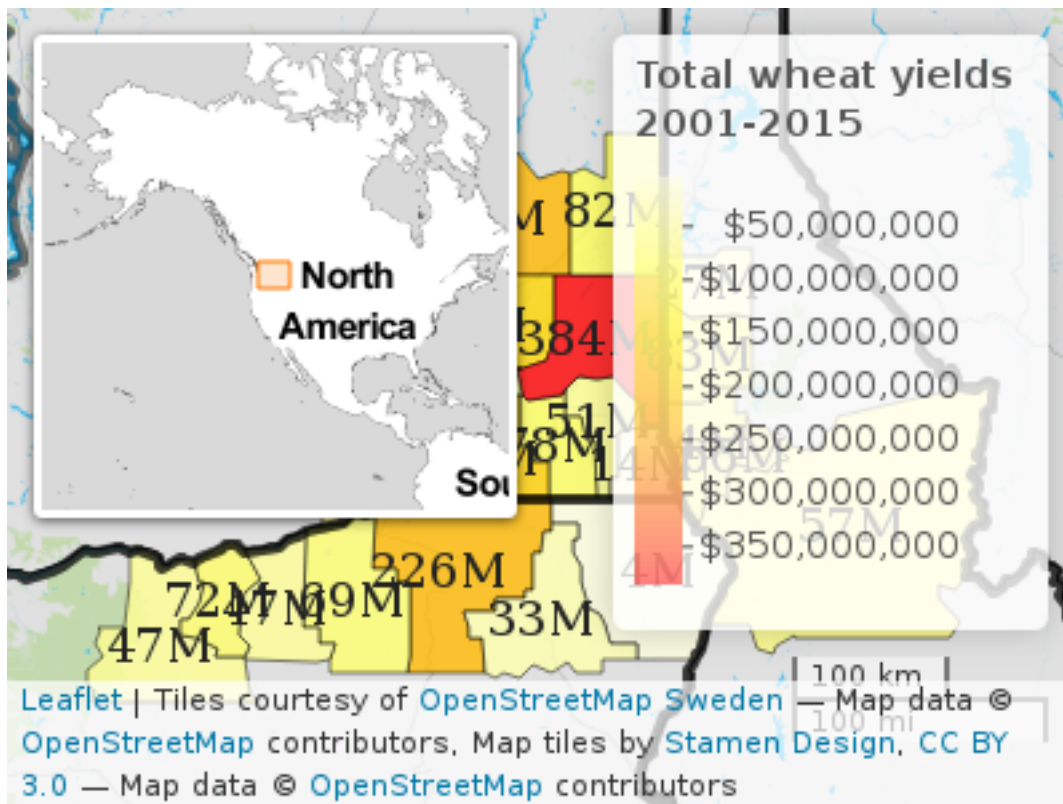 Total wheat yields
2001-2015
North
America
Sou
$50,000,000
$100,000,000
$150,000,000
$200,000,000
$250,000,000
$300,000,000
$350,000,000
82M
27M
384M
83M
51M
78M
57M
4M
226M
72M
47M
69M
33M
47M
100 km
100 mi
Leaflet | Tiles courtesy of OpenStreetMap Sweden — Map data ©
OpenStreetMap contributors, Map tiles by Stamen Design, CC BY
3.0 — Map data © OpenStreetMap contributors